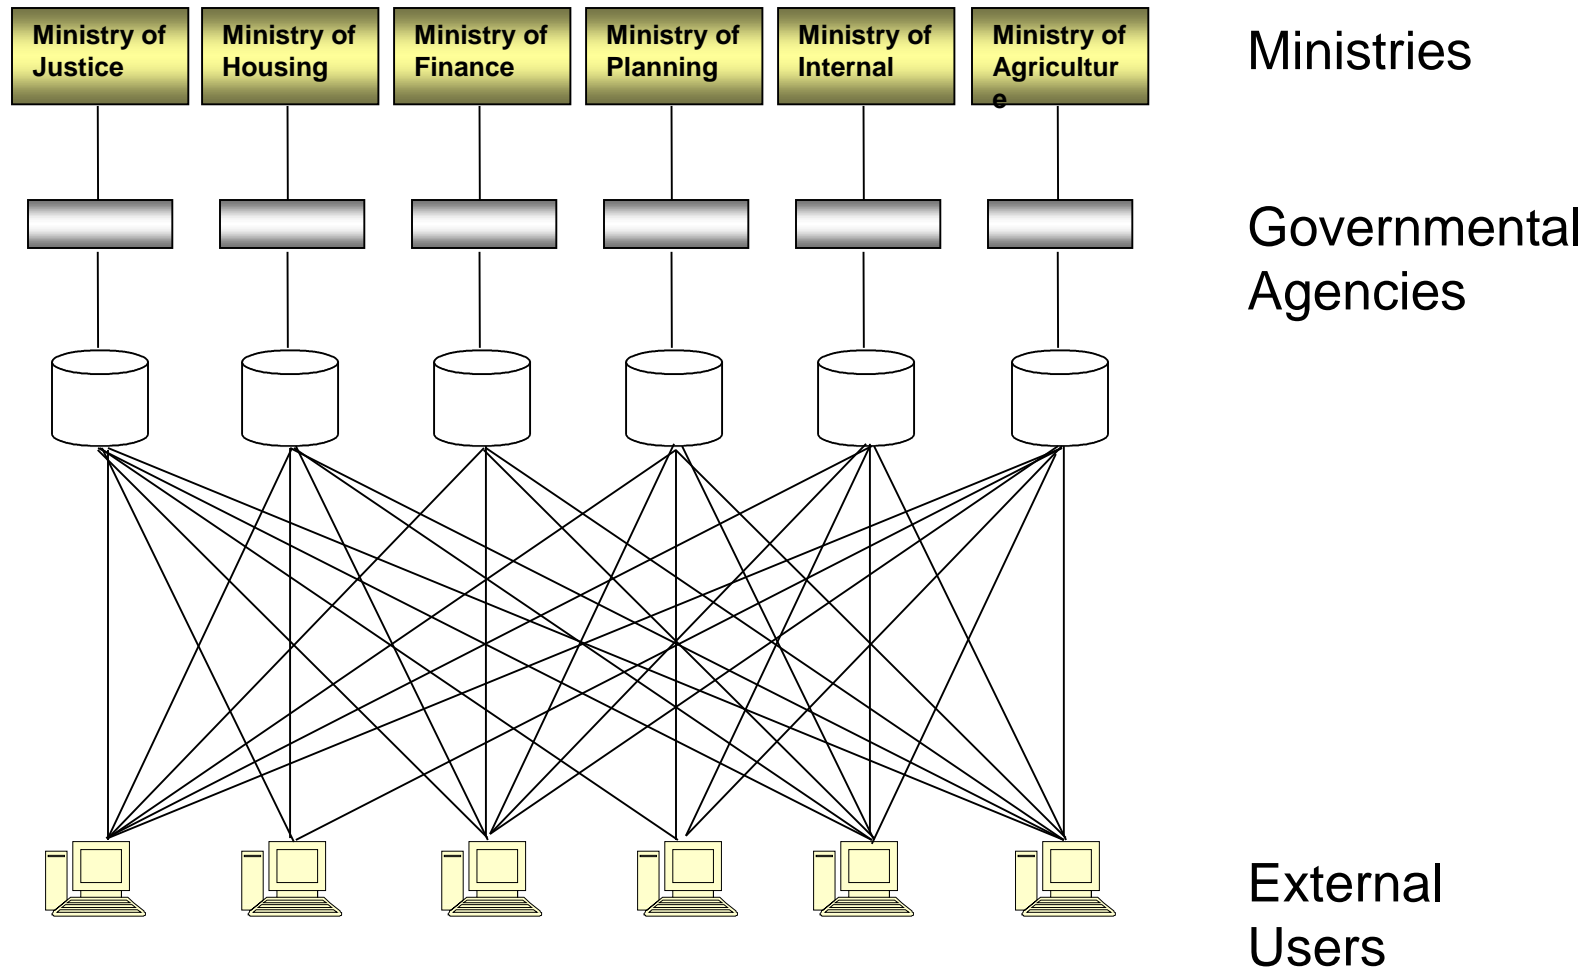 Ministry of
Justice
Ministry of
Housing
Ministry of
Finance
Ministry of
Planning
Ministry of
Internal
Ministry of
Agricultur
e
Ministries
Governmental
Agencies
External
Users